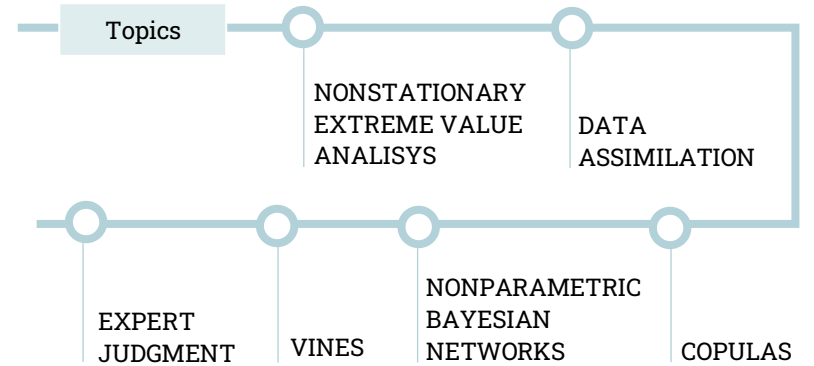 Topics
NONSTATIONARY
EXTREME VALUE
ANALISYS
DATA
ASSIMILATION
EXPERT
JUDGMENT
VINES
NONPARAMETRIC
BAYESIAN
NETWORKS
COPULAS